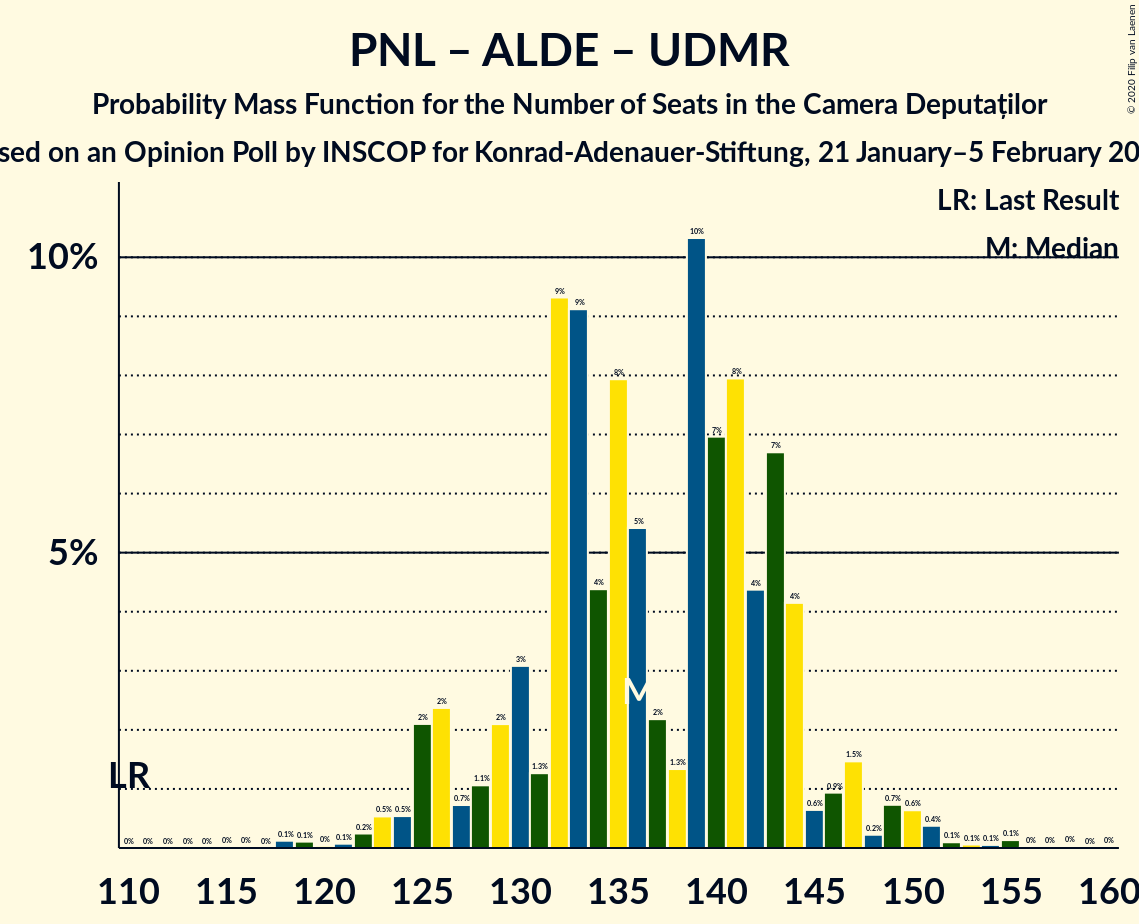 © 2020 Filip van Laenen
PNL – ALDE – UDMR
Probability Mass Function for the Number of Seats in the Camera Deputaților
sed on an Opinion Poll by INSCOP for Konrad-Adenauer-Stiftung, 21 January–5 February 20
LR: Last Result
M: Median
10%
5%
LR
M
0% 0% 0% 0% 0% 0% 0% 0% 0.1% 0.1% 0% 0.1% 0.2% 0.5% 0.5% 2% 2% 0.7% 1.1% 2% 3% 1.3% 9% 9% 4% 8% 5% 2% 1.3% 10% 7% 8% 4% 7% 4% 0.6% 0.9% 1.5% 0.2% 0.7% 0.6% 0.4% 0.1% 0.1% 0.1% 0.1% 0% 0% 0% 0% 0%
110 115 120 125 130 135 140 145 150 155 160